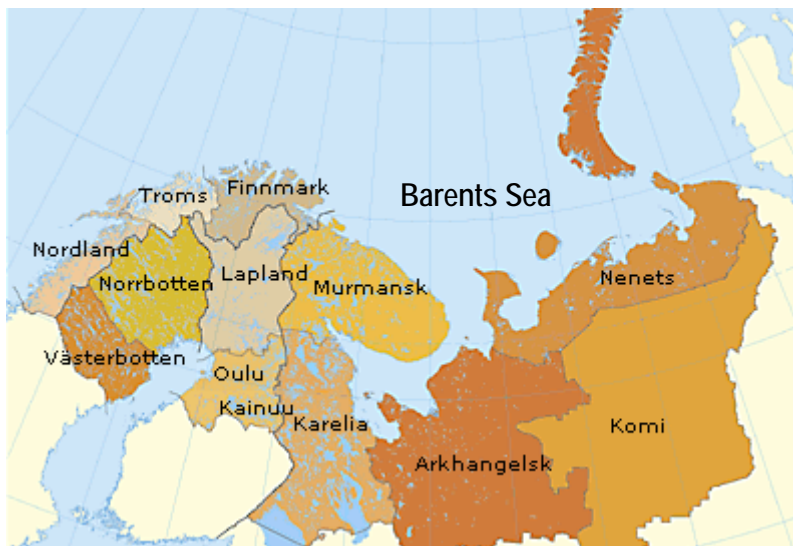 Troms
Finnmark
Barents Sea
Nordland
Norrbotten
Lapland
Murmansk
Nenets
Västerbotten
Oulu
Kainuu
Karelia
Komi
Arkhangelsk